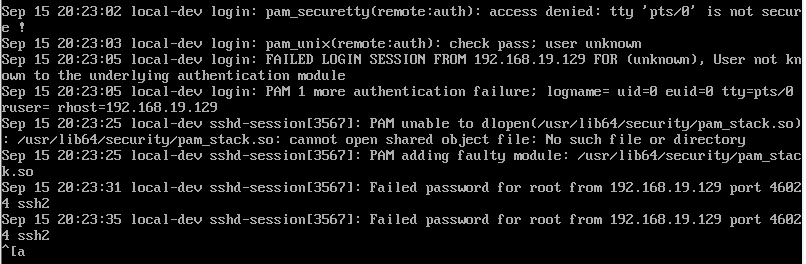 Sep 15 20:23:02 local-dev login: pam_securetty(remote:auth): access denied: tty 'pts/0' is not secur
e !
Sep 15 20:23:03 local-dev login: pam_unix(remote:auth): check pass; user unknown
Sep 15 20:23:05 local-dev login: FAILED LOGIN SESSION FROM 192.168.19.129 FOR (unknown), User not kn
own to the underlying authentication module
Sep 15 20:23:05 local-dev login: PAM 1 more authentication failure; logname= uid=0 euid=0 tty=pts/0
ruser= rhost=192.168.19.129
Sep 15 20:23:25 local-dev sshd-session[3567]: PAM unable to dlopen(/usr/lib64/security/pam_stack.so)
: /usr/lib64/security/pam_stack.so: cannot open shared object file: No such file or directory
Sep 15 20:23:25 local-dev sshd-session[3567]: PAM adding faulty module: /usr/lib64/security/pam_stac
k.so
Sep 15 20:23:31 local-dev sshd-session[3567]: Failed password for root from 192.168.19.129 port 4602
4 ssh2
Sep 15 20:23:35 local-dev sshd-session[3567]: Failed password for root from 192.168.19.129 port 4602
4 ssh2
^[a